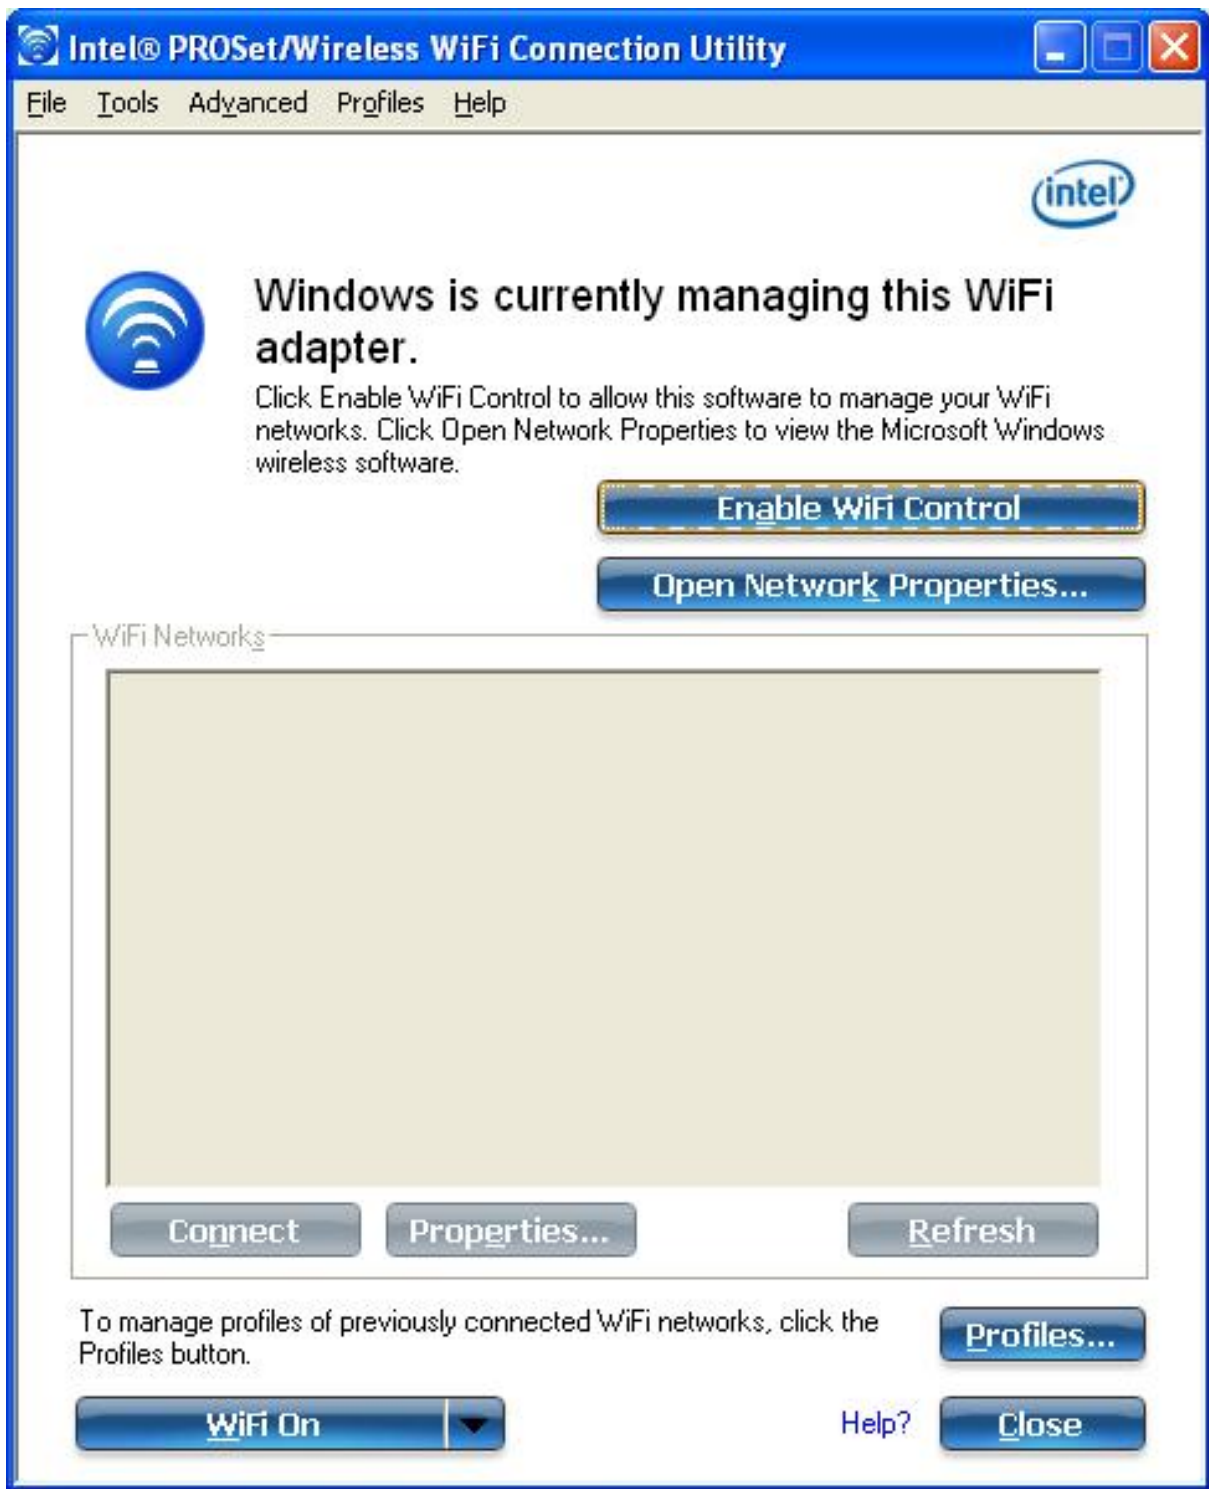 Intel® PROSet/Wireless WiFi Connection Utility
File Tools Advanced Profiles Help
intel
Windows is currently managing this WiFi
adapter.
Click Enable WiFi Control to allow this software to manage your WiFi
networks. Click Open Network Properties to view the Microsoft Windows
wireless software.
Enable WiFi Control
Open Network Properties...
WiFi Networks
Connect Properties... Refresh
To manage profiles of previously connected WiFi networks, click the
Profiles button.
Profiles...
WiFi On Help? Close